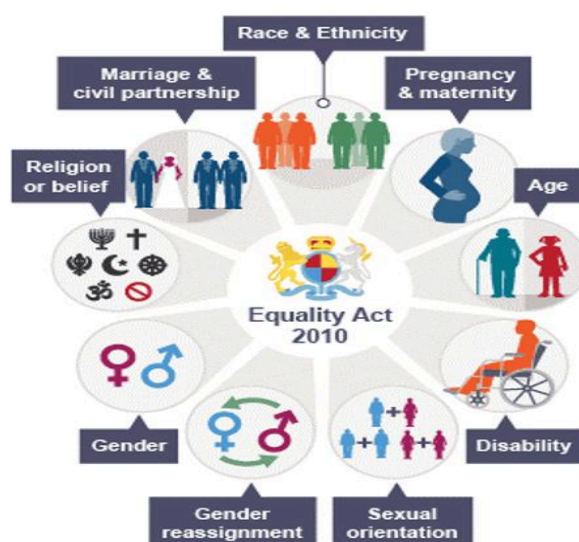 Race & Ethnicity
Marriage &
civil partnership
Pregnancy
& maternity
Religion
or belief
Age
Equality Act
2010
Gender
Disability
Gender
reassignment
Sexual
orientation